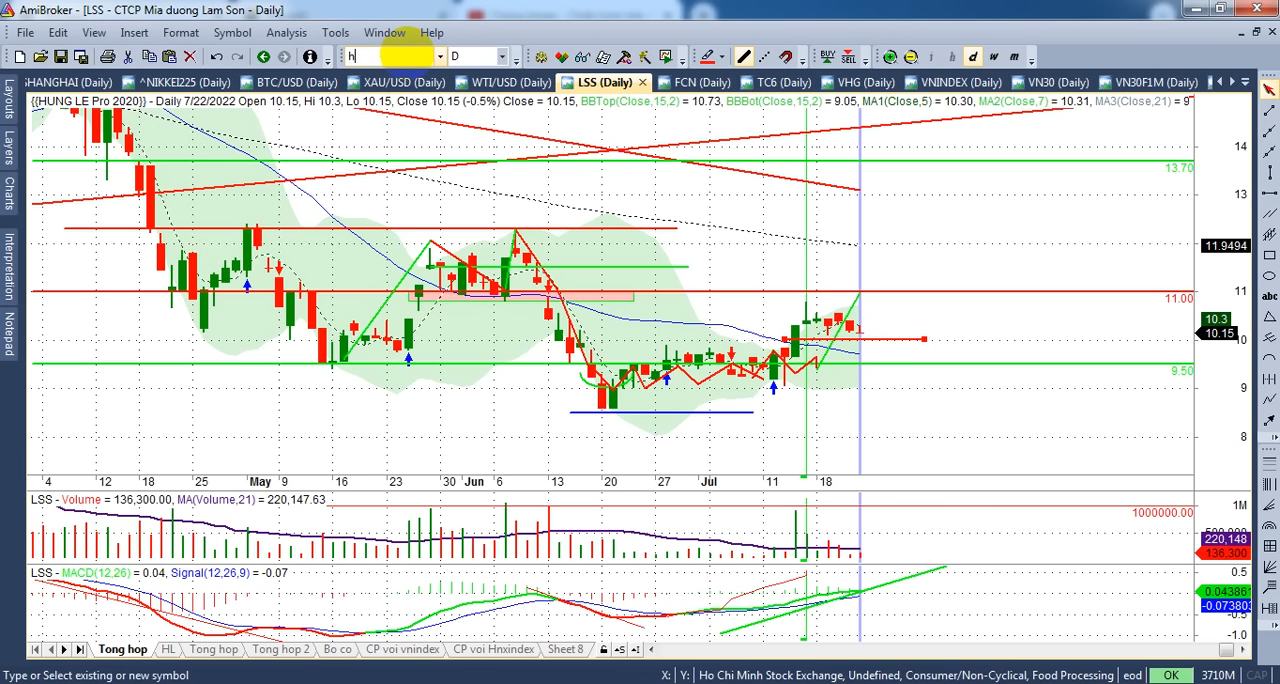 AmiBroker - [LSS - CTCP Mia duong Lam Son - Daily]
File Edit View Insert Format Symbol Analysis Tools Window Help
h D
BUY SELL i h d w m
SHANGHAI (Daily) ^NIKKEI225 (Daily) BTC/USD (Daily) XAU/USD (Daily) WTI/USD (Daily) LSS (Daily) FCN (Daily) TC6 (Daily) VHG (Daily) VNINDEX (Daily) VN30 (Daily) VN30F1M (Daily)
{{HUNG LE Pro 2020}} - Daily 7/22/2022 Open 10.15, Hi 10.3, Lo 10.15, Close 10.15 (-0.5%) Close = 10.15, BBTop(Close,15,2) = 10.73, BBBot(Close,15,2) = 9.05, MA1(Close,5) = 10.30, MA2(Close,7) = 10.31, MA3(Close,21) = 9
Layouts
Layers
Charts
Interpretation
Notepad
14
13.70
13
11.9494
11
11.00
10.3
10.15
10
9.50
9
8
4 12 18 25 May 9 16 23 30 Jun 6 13 20 27 Jul 11 18
LSS - Volume = 136,300.00, MA(Volume,21) = 220,147.63
1M
1000000.00
220,148
136,300
LSS - MACD(12,26) = 0.04, Signal(12,26,9) = -0.07
0.5
0.04386
-0.07380
-1.0
Tong hop HL Tong hop Tong hop 2 Bo co CP voi vnindex CP voi Hnxindex Sheet 8
abc
Type or Select existing or new symbol X: Y: Ho Chi Minh Stock Exchange, Undefined, Consumer/Non-Cyclical, Food Processing eod OK 3710M CAP